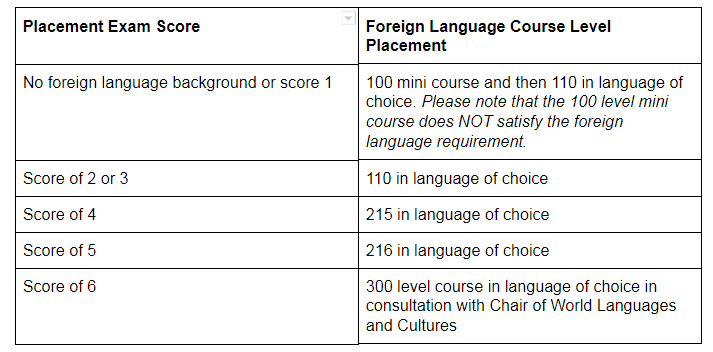 Placement Exam Score
Foreign Language Course Level
Placement
No foreign language background or score 1
100 mini course and then 110 in language of
choice. Please note that the 100 level mini
course does NOT satisfy the foreign
language requirement.
Score of 2 or 3
110 in language of choice
Score of 4
215 in language of choice
Score of 5
216 in language of choice
Score of 6
300 level course in language of choice in
consultation with Chair of World Languages
and Cultures